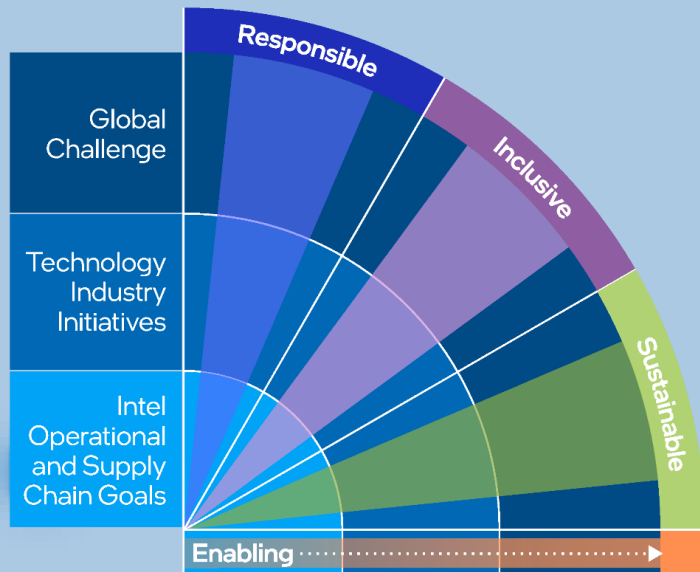 Responsible
Inclusive
Sustainable
Global
Challenge
Technology
Industry
Initiatives
Intel
Operational
and Supply
Chain Goals
Enabling